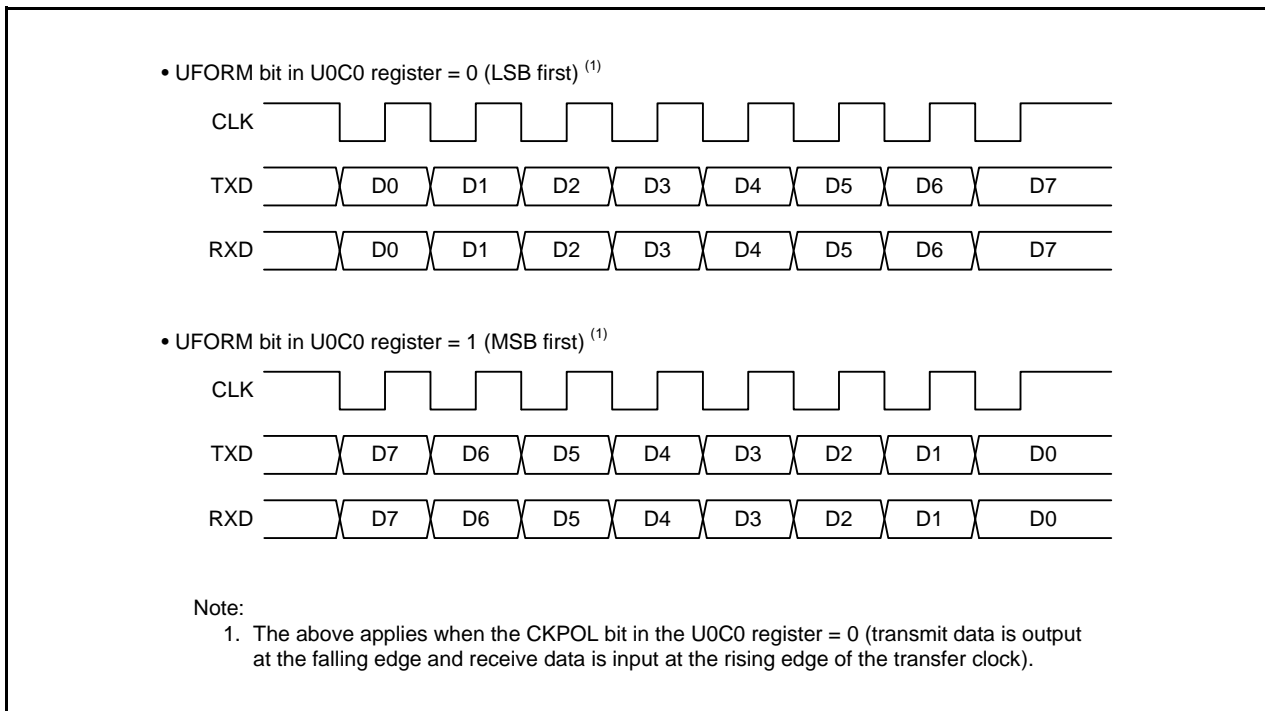 • UFORM bit in U0C0 register = 0 (LSB first) (1)
CLK
TXD D0 D1 D2 D3 D4 D5 D6 D7
RXD D0 D1 D2 D3 D4 D5 D6 D7
• UFORM bit in U0C0 register = 1 (MSB first) (1)
CLK
TXD D7 D6 D5 D4 D3 D2 D1 D0
RXD D7 D6 D5 D4 D3 D2 D1 D0
Note:
1. The above applies when the CKPOL bit in the U0C0 register = 0 (transmit data is output
at the falling edge and receive data is input at the rising edge of the transfer clock).